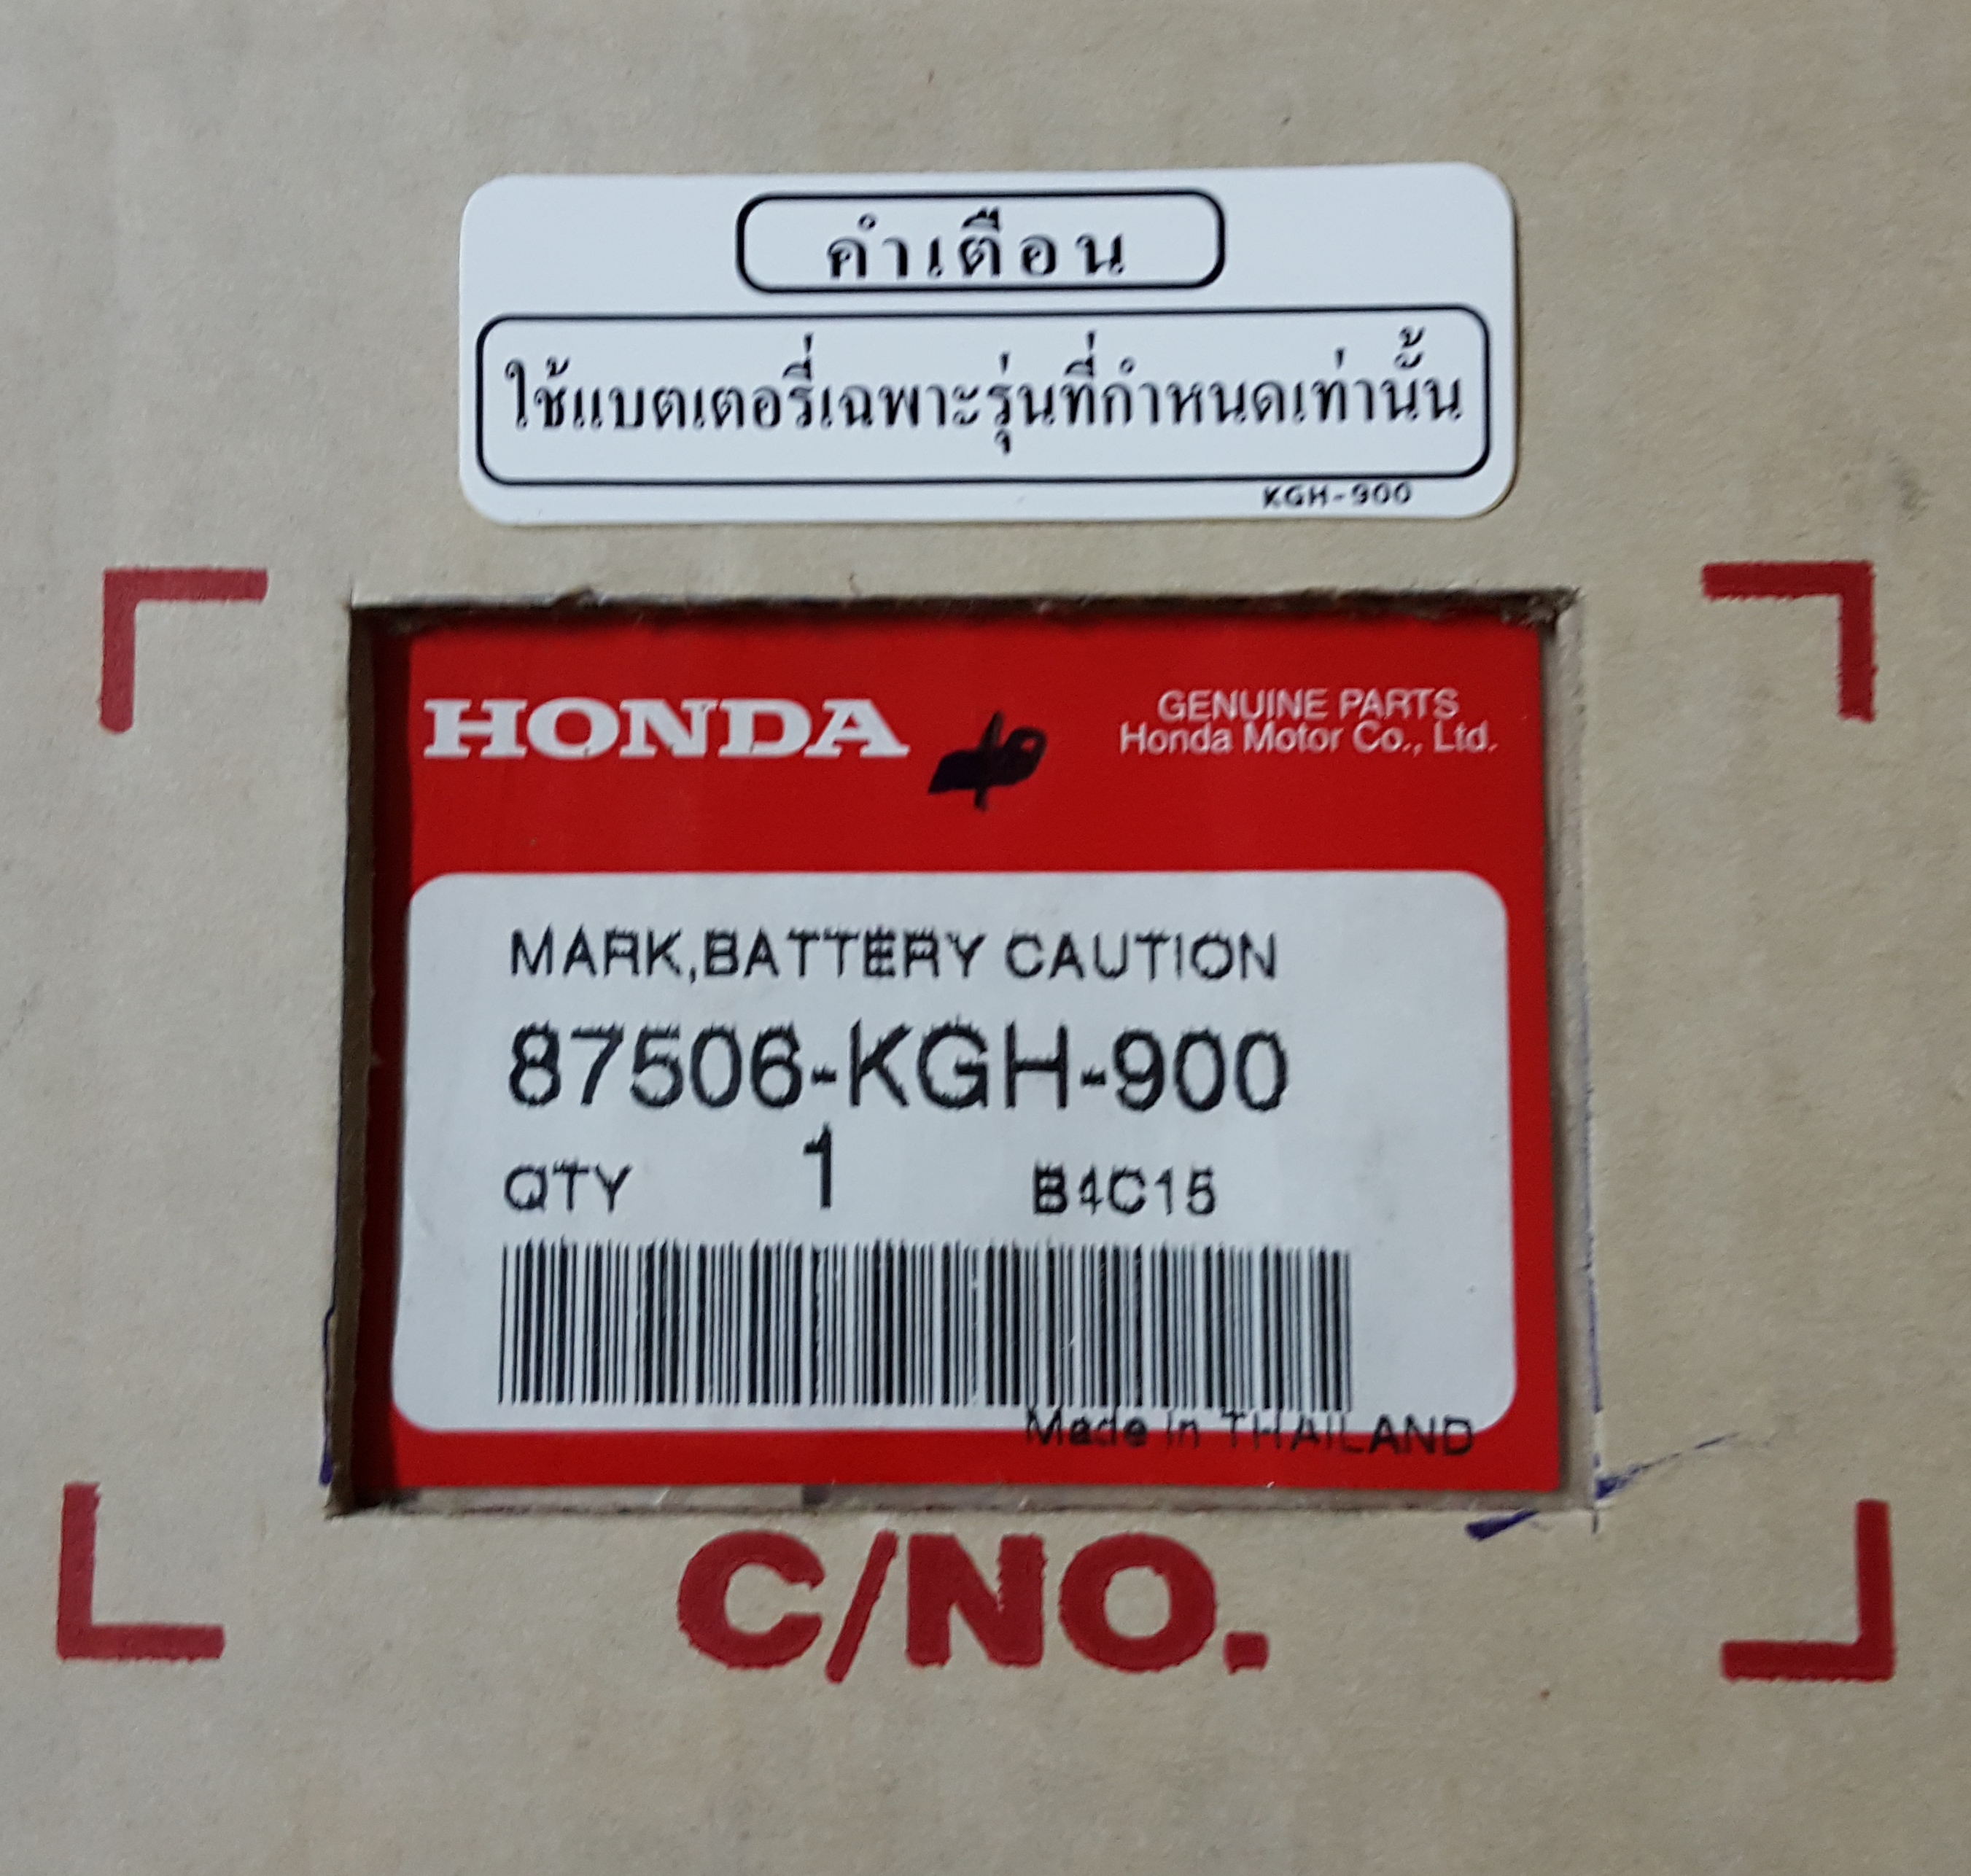 คำเตือน
ใช้แบตเตอรี่เฉพาะรุ่นที่กำหนดเท่านั้น
KGH-900
HONDA
GENUINE PARTS
Honda Motor Co., Ltd.
MARK,BATTERY CAUTION
87506-KGH-900
QTY 1 B4C15
Made in THAILAND
C/NO.